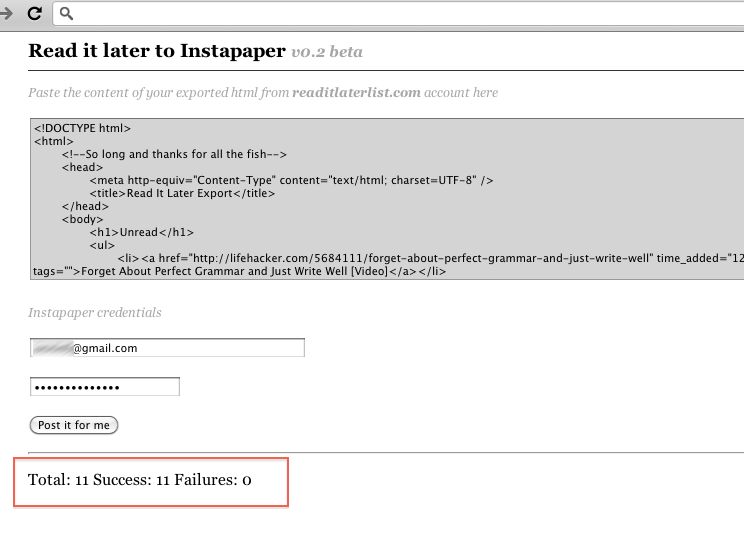 Read it later to Instapaper v0.2 beta
Paste the content of your exported html from readitlaterlist.com account here
<!DOCTYPE html>
<html>
<!--So long and thanks for all the fish-->
<head>
<meta http-equiv="Content-Type" content="text/html; charset=UTF-8" />
<title>Read It Later Export</title>
</head>
<body>
<h1>Unread</h1>
<ul>
<li><a href="http://lifehacker.com/5684111/forget-about-perfect-grammar-and-just-write-well" time_added="12
tags="">Forget About Perfect Grammar and Just Write Well [Video]</a></li>
Instapaper credentials
@gmail.com
••••••••••••••
Post it for me
Total: 11 Success: 11 Failures: 0